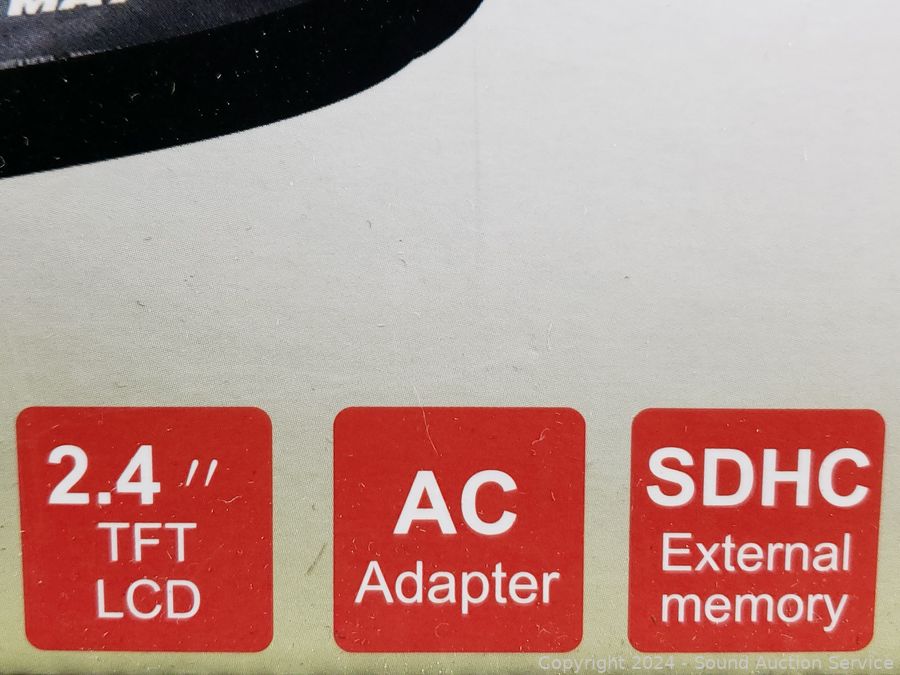 2.4 "
TFT
LCD
AC
Adapter
SDHC
External
memory
Copyright 2024 - Sound Auction Service